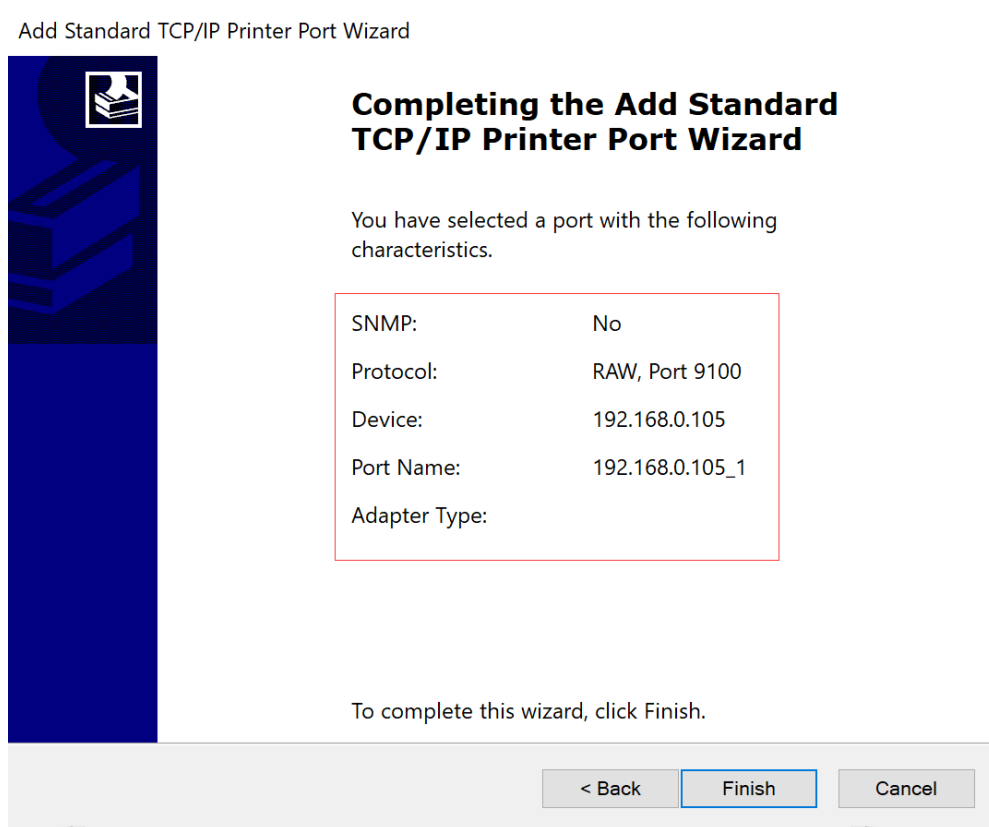 Add Standard TCP/IP Printer Port Wizard
Completing the Add Standard
TCP/IP Printer Port Wizard
You have selected a port with the following
characteristics.
SNMP: No
Protocol: RAW, Port 9100
Device: 192.168.0.105
Port Name: 192.168.0.105_1
Adapter Type:
To complete this wizard, click Finish.
< Back Finish Cancel